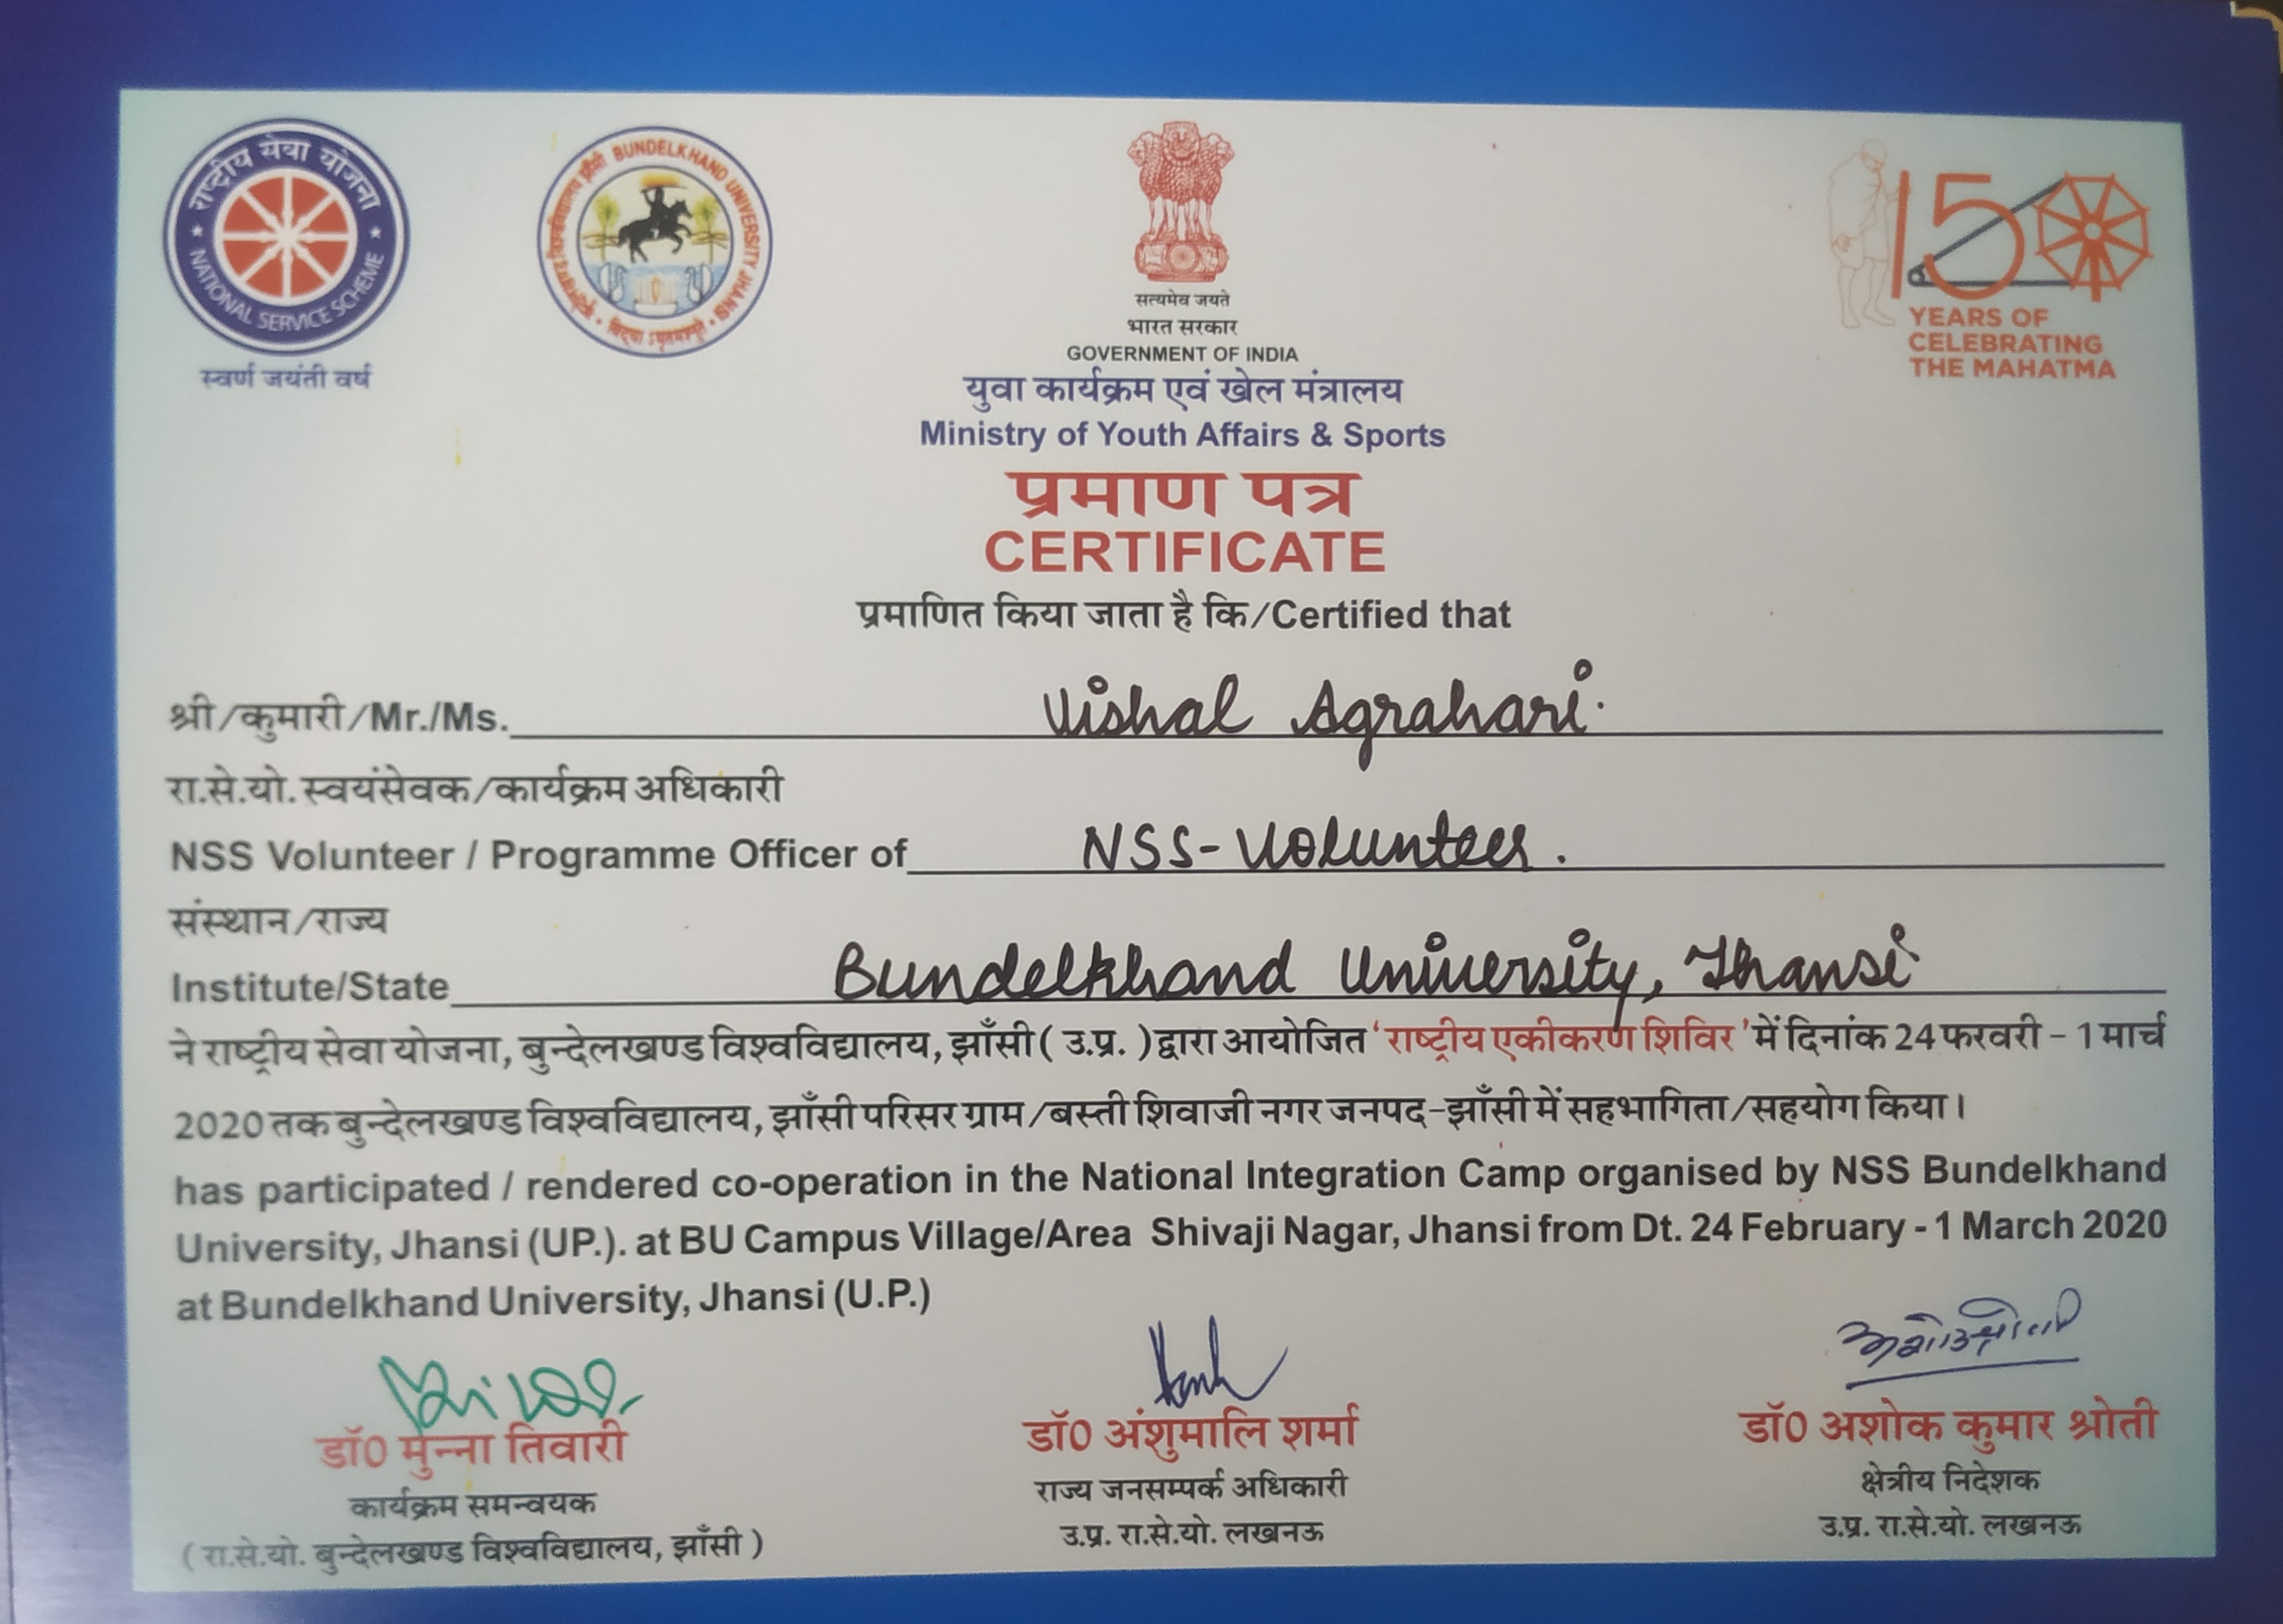 राष्ट्रीय सेवा योजना
NATIONAL SERVICE SCHEME
स्वर्ण जयंती वर्ष
BUNDELKHAND UNIVERSITY JHANSI
सत्यमेव जयते
भारत सरकार
GOVERNMENT OF INDIA
युवा कार्यक्रम एवं खेल मंत्रालय
Ministry of Youth Affairs & Sports
150
YEARS OF
CELEBRATING
THE MAHATMA
प्रमाण पत्र
CERTIFICATE
प्रमाणित किया जाता है कि/Certified that
श्री/कुमारी/Mr./Ms. Vishal Agrahari.
रा.से.यो. स्वयंसेवक/कार्यक्रम अधिकारी
NSS Volunteer / Programme Officer of NSS-Volunteer.
संस्थान/राज्य
Institute/State Bundelkhand University, Jhansi
ने राष्ट्रीय सेवा योजना, बुन्देलखण्ड विश्वविद्यालय, झाँसी ( उ.प्र. ) द्वारा आयोजित ‘राष्ट्रीय एकीकरण शिविर’ में दिनांक 24 फरवरी - 1 मार्च
2020 तक बुन्देलखण्ड विश्वविद्यालय, झाँसी परिसर ग्राम/बस्ती शिवाजी नगर जनपद-झाँसी में सहभागिता/सहयोग किया।
has participated / rendered co-operation in the National Integration Camp organised by NSS Bundelkhand
University, Jhansi (UP.). at BU Campus Village/Area Shivaji Nagar, Jhansi from Dt. 24 February - 1 March 2020
at Bundelkhand University, Jhansi (U.P.)
डॉ0 मुन्ना तिवारी
कार्यक्रम समन्वयक
( रा.से.यो. बुन्देलखण्ड विश्वविद्यालय, झाँसी )
डॉ0 अंशुमालि शर्मा
राज्य जनसम्पर्क अधिकारी
उ.प्र. रा.से.यो. लखनऊ
डॉ0 अशोक कुमार श्रोती
क्षेत्रीय निदेशक
उ.प्र. रा.से.यो. लखनऊ